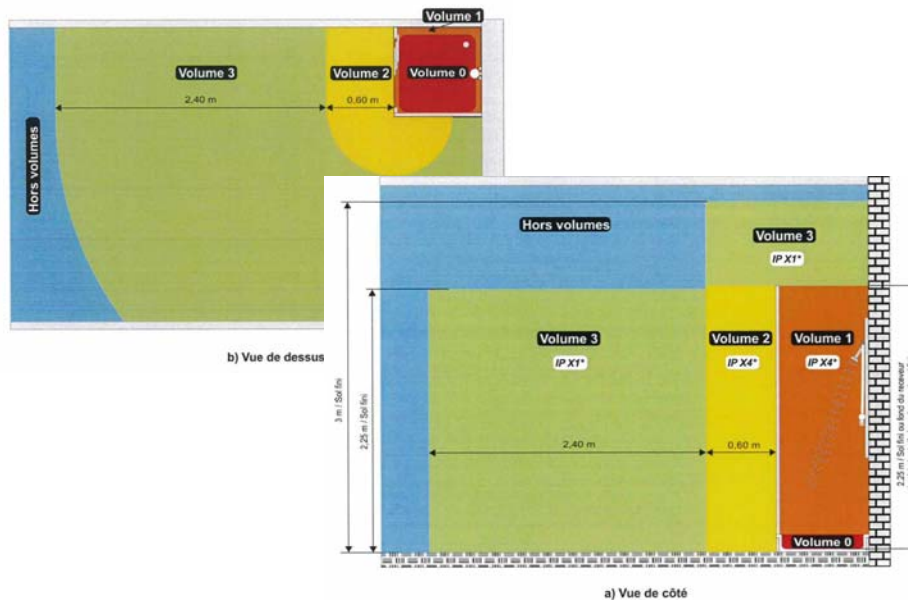 Volume 1
Volume 3
Volume 2
Volume 0
2,40 m
0,60 m
Hors volumes
b) Vue de dessus
Hors volumes
Volume 3
IP X1*
Volume 3
IP X1*
Volume 2
IP X4*
Volume 1
IP X4*
3 m / Sol fini
2,25 m / Sol fini
2,40 m
0,60 m
2,25 m / Sol fini ou fond du receveur
Volume 0
a) Vue de côté